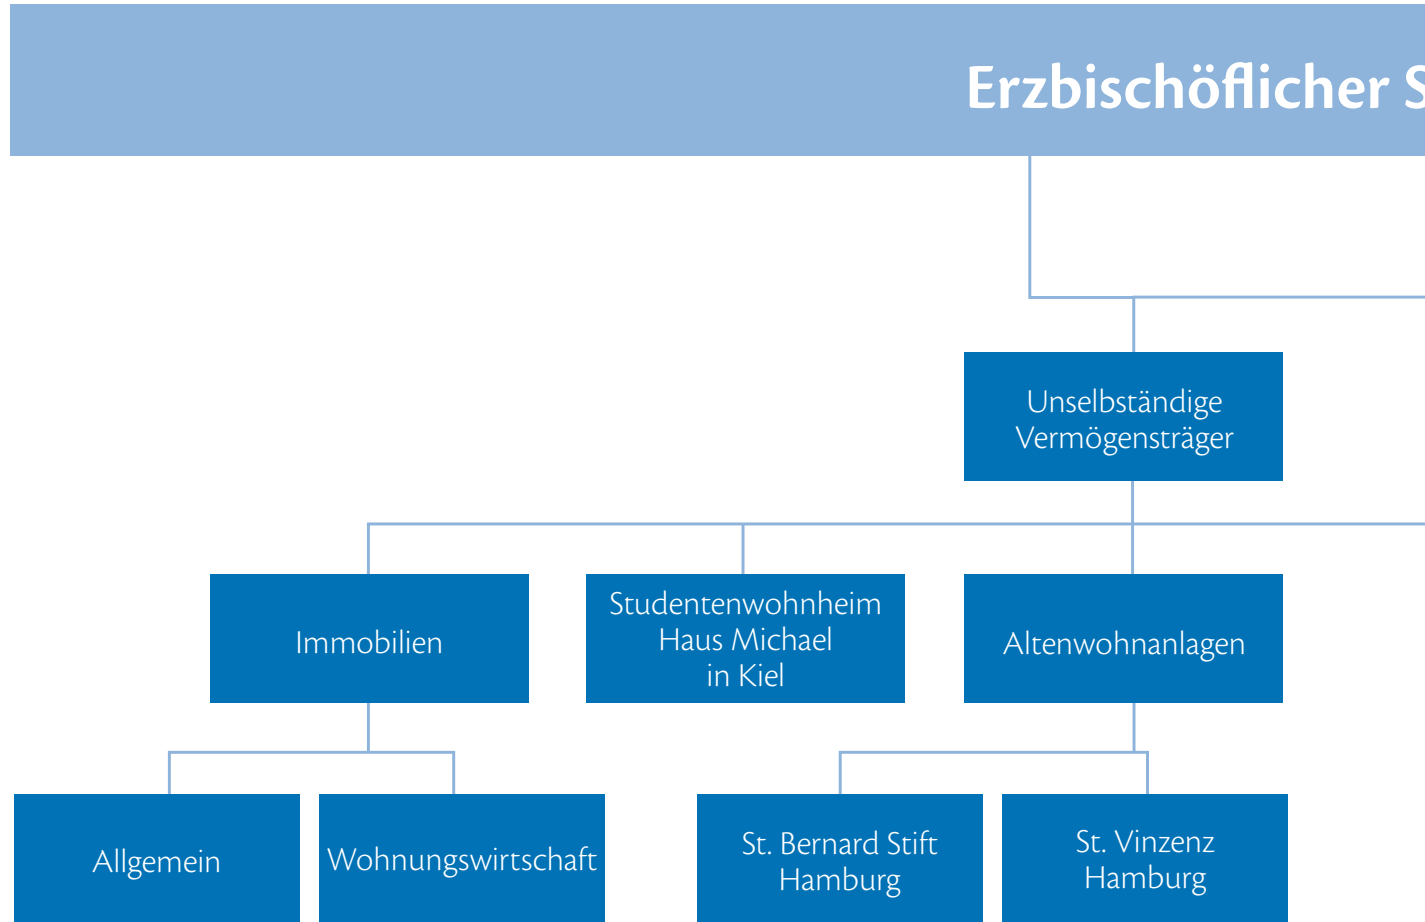 Erzbischöflicher S
Unselbständige
Vermögensträger
Immobilien
Studentenwohnheim
Haus Michael
in Kiel
Altenwohnanlagen
Allgemein
Wohnungswirtschaft
St. Bernard Stift
Hamburg
St. Vinzenz
Hamburg